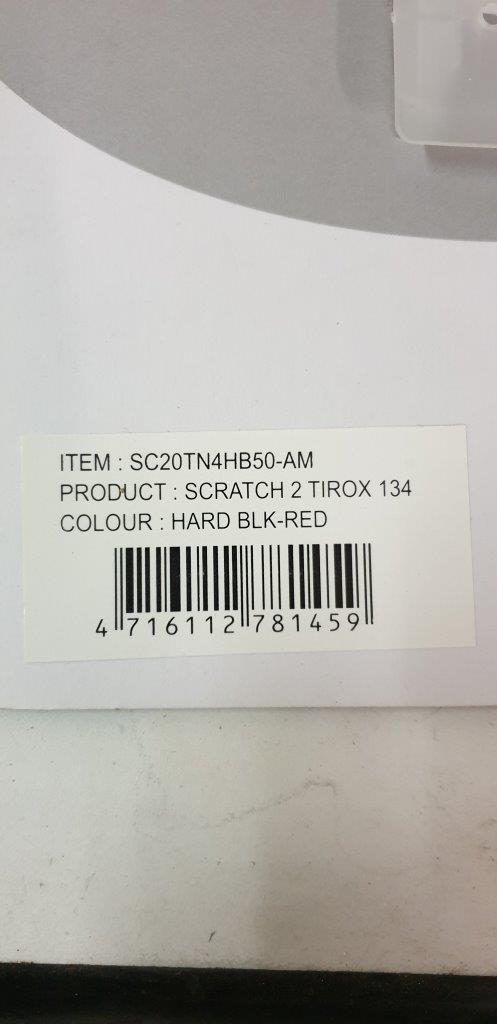 ITEM : SC20TN4HB50-AM
PRODUCT : SCRATCH 2 TIROX 134
COLOUR : HARD BLK-RED
4 716112 781459